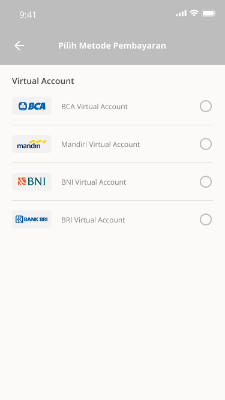 9:41
Pilih Metode Pembayaran
Virtual Account
BCA BCA Virtual Account
mandiri Mandiri Virtual Account
BNI BNI Virtual Account
BANK BRI BRI Virtual Account